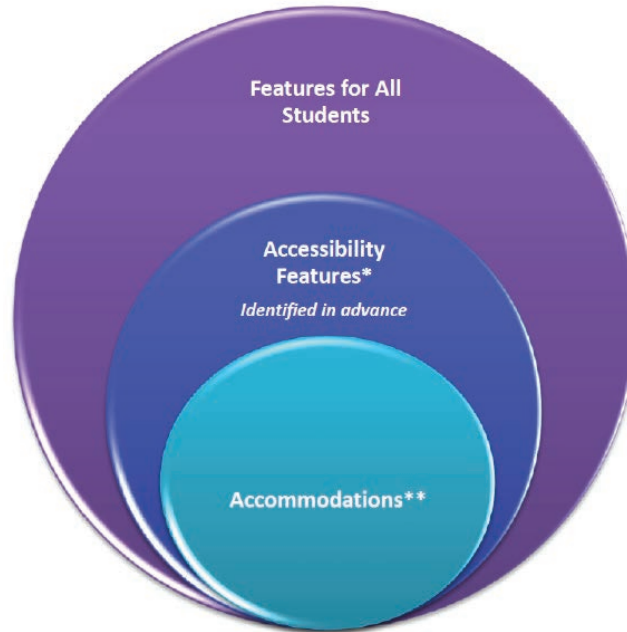 Features for All
Students
Accessibility
Features*
Identified in advance
Accommodations**